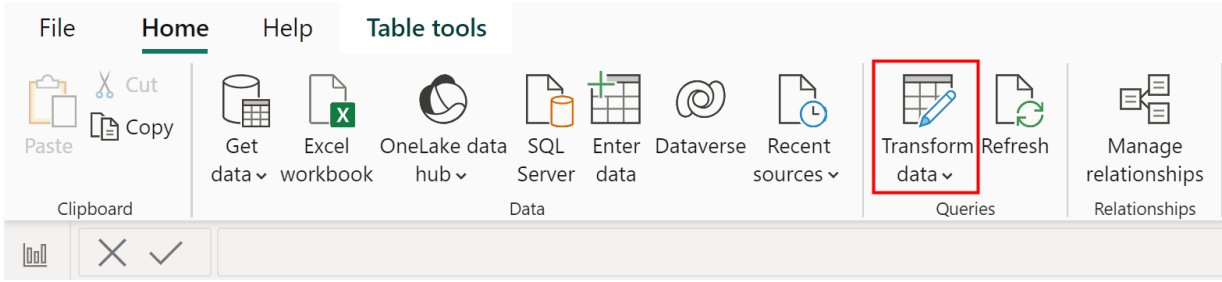 File Home Help Table tools
Cut
Copy
Paste
Get data
Excel workbook
OneLake data hub
SQL Server
Enter data
Dataverse
Recent sources
Transform data
Refresh
Manage relationships
Clipboard
Data
Queries
Relationships